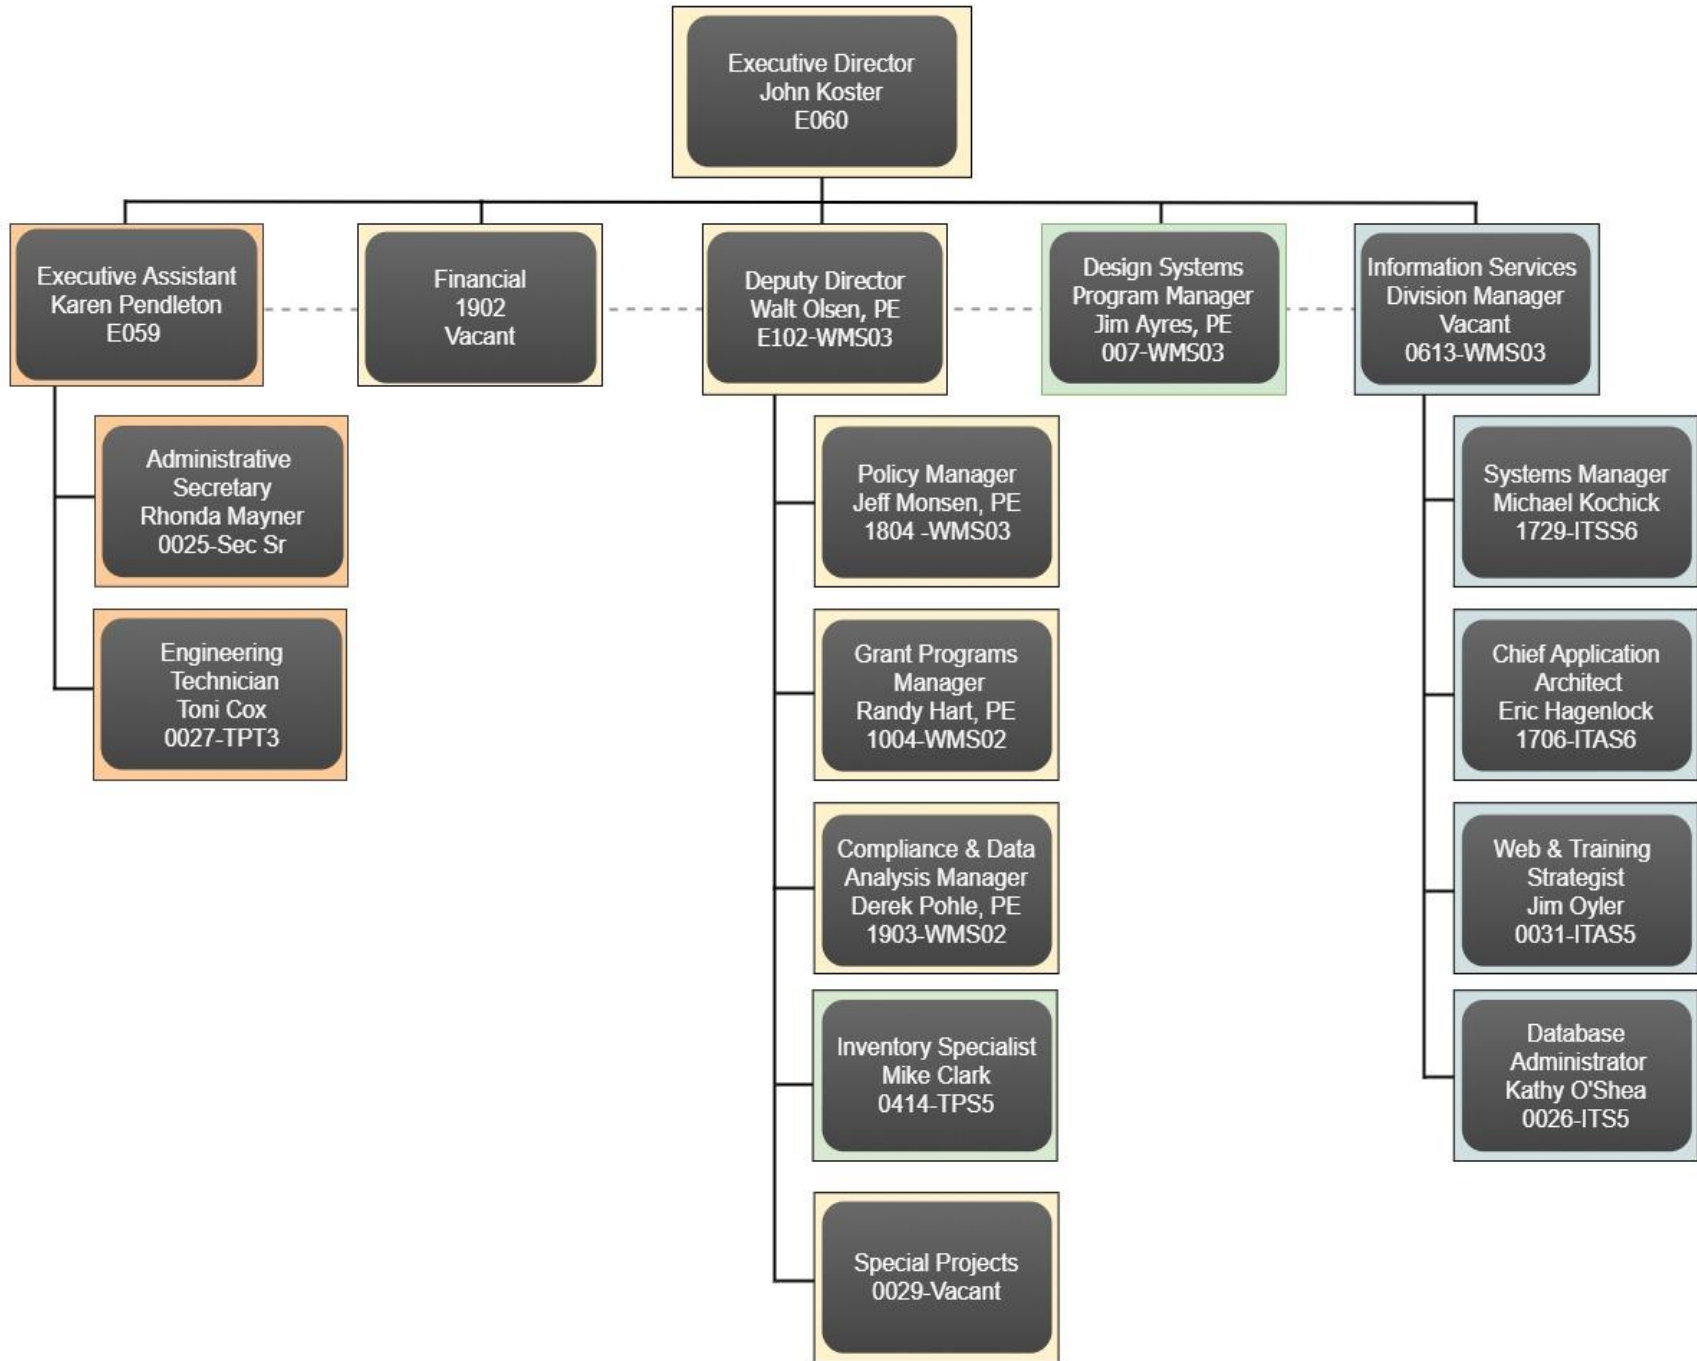 Executive Director
John Koster
E060
Executive Assistant
Karen Pendleton
E059
Financial
1902
Vacant
Deputy Director
Walt Olsen, PE
E102-WMS03
Design Systems
Program Manager
Jim Ayres, PE
007-WMS03
Information Services
Division Manager
Vacant
0613-WMS03
Administrative
Secretary
Rhonda Mayner
0025-Sec Sr
Engineering
Technician
Toni Cox
0027-TPT3
Policy Manager
Jeff Monsen, PE
1804 -WMS03
Grant Programs
Manager
Randy Hart, PE
1004-WMS02
Compliance & Data
Analysis Manager
Derek Pohle, PE
1903-WMS02
Inventory Specialist
Mike Clark
0414-TPS5
Special Projects
0029-Vacant
Systems Manager
Michael Kochick
1729-ITSS6
Chief Application
Architect
Eric Hagenlock
1706-ITAS6
Web & Training
Strategist
Jim Oyler
0031-ITAS5
Database
Administrator
Kathy O'Shea
0026-ITS5